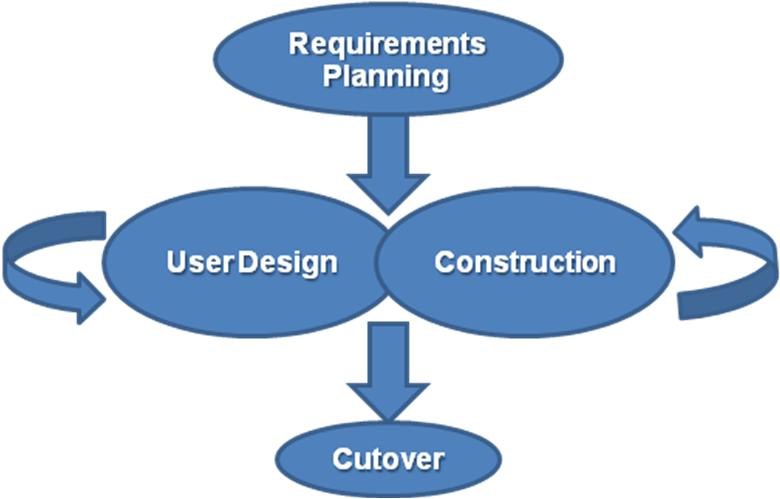 Requirements
Planning
User Design
Construction
Cutover